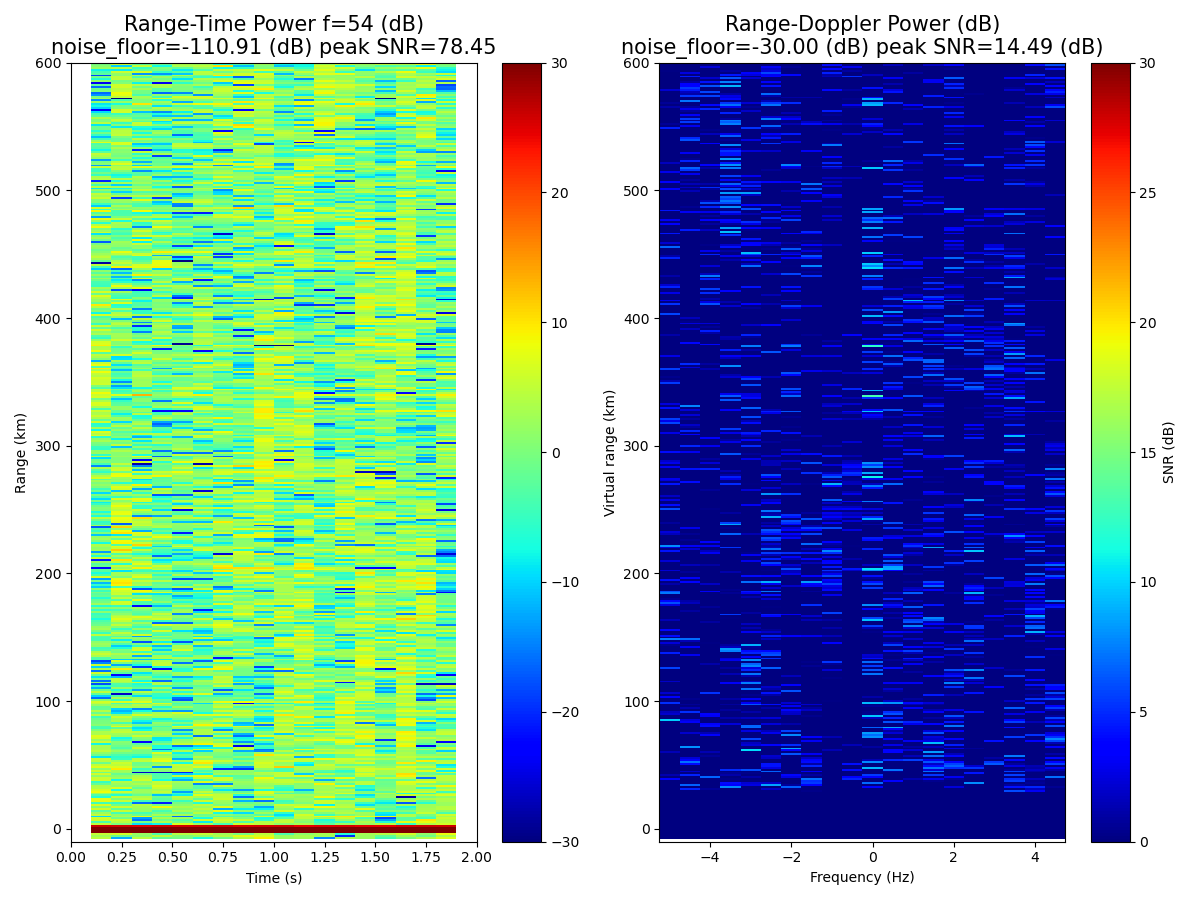 Range-Time Power f=54 (dB)
noise_floor=-110.91 (dB) peak SNR=78.45
Range (km)
600
500
400
300
200
100
0
0.00 0.25 0.50 0.75 1.00 1.25 1.50 1.75 2.00
Time (s)
30
20
10
0
−10
−20
−30
Range-Doppler Power (dB)
noise_floor=-30.00 (dB) peak SNR=14.49 (dB)
Virtual range (km)
600
500
400
300
200
100
0
−4 −2 0 2 4
Frequency (Hz)
30
25
20
15
10
5
0
SNR (dB)